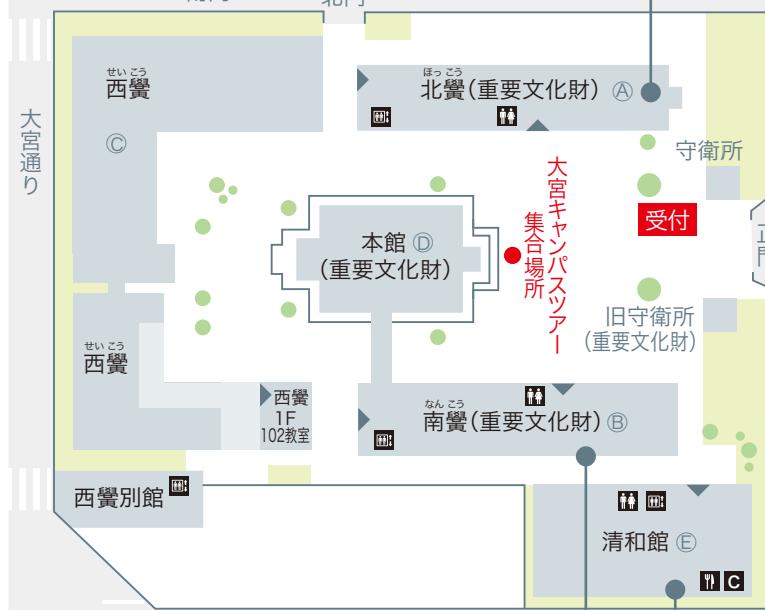 北門
せいこう
西黌
Ⓒ
ほっこう
北黌(重要文化財) Ⓐ
大宮通り
守衛所
受付
正門
大宮キャンパスツアー
集合場所
本館 Ⓓ
(重要文化財)
旧守衛所
(重要文化財)
せいこう
西黌
西黌
1F
102教室
なんこう
南黌(重要文化財) Ⓑ
西黌別館
清和館 Ⓔ
C